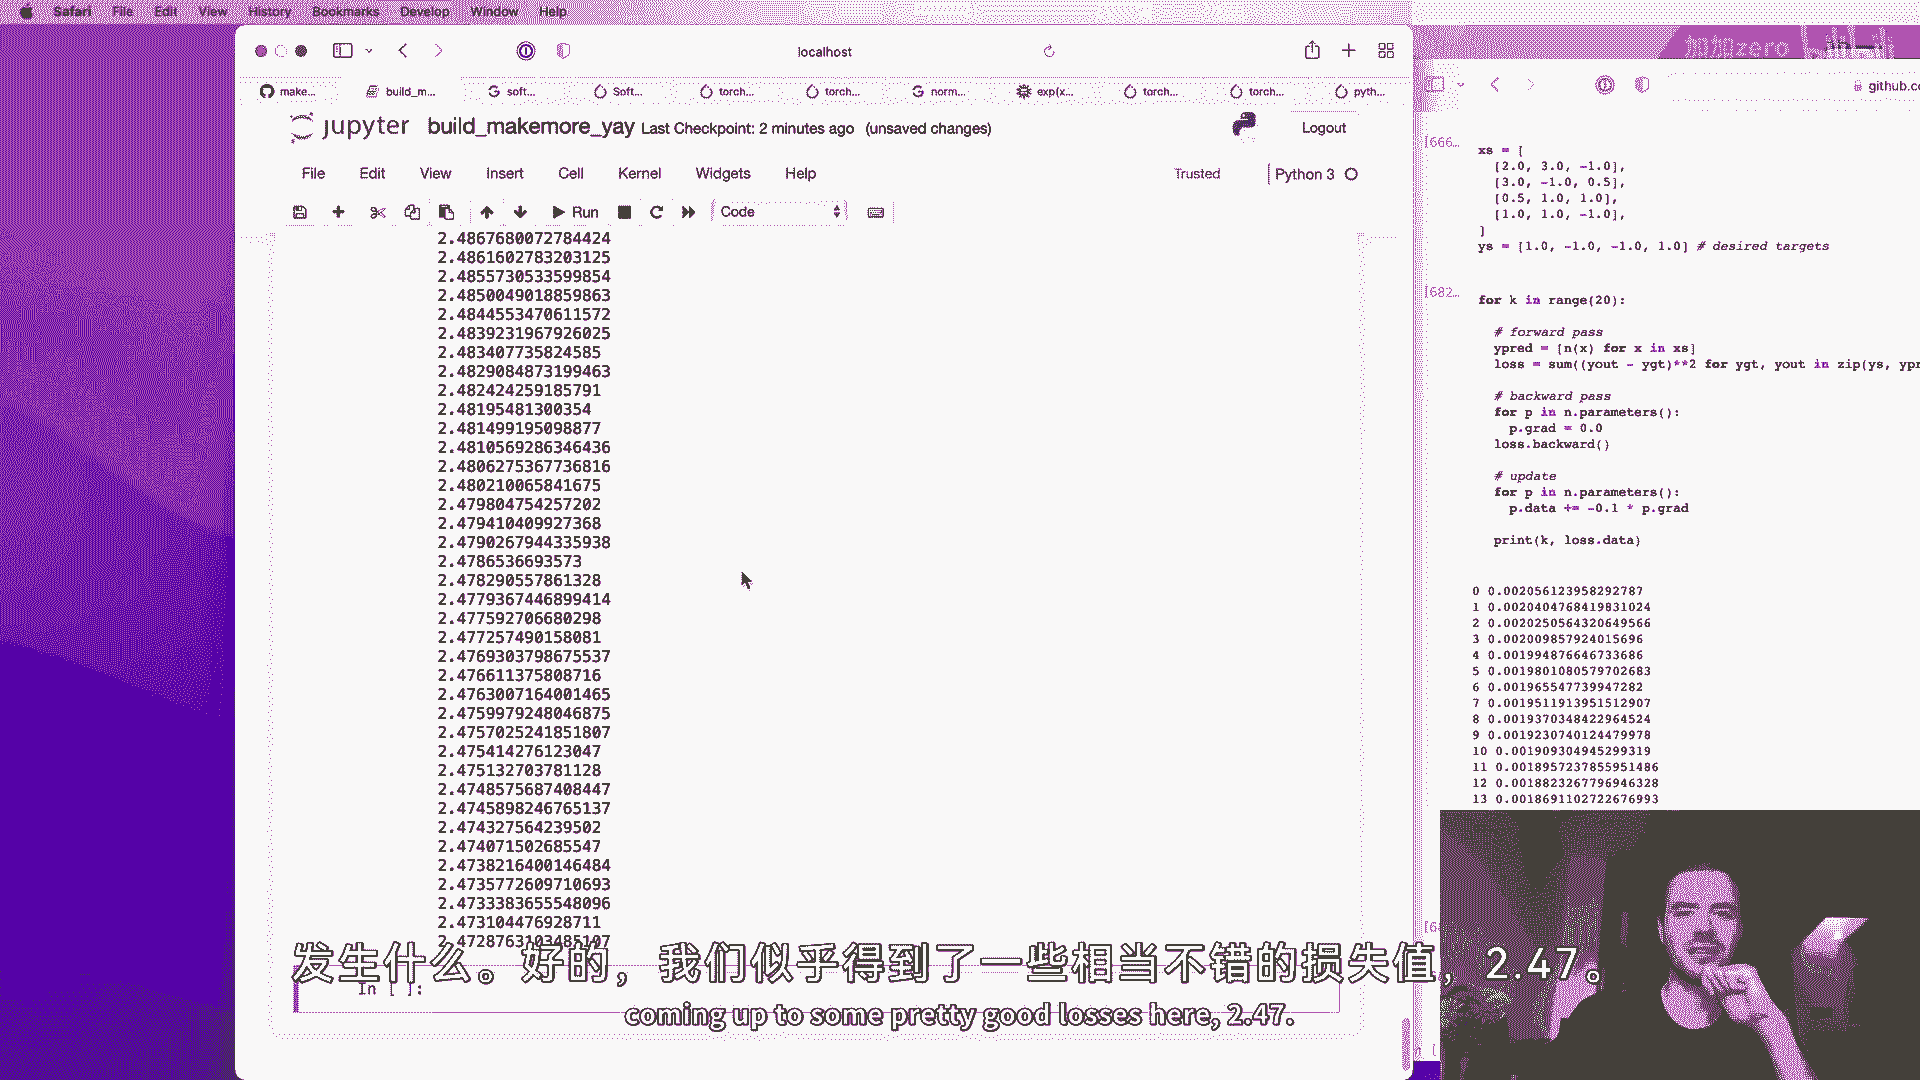 Safari File Edit View History Bookmarks Develop Window Help
localhost
make... build_m... soft... Soft... torch... torch... norm... exp(x... torch... torch... pyth...
jupyter build_makemore_yay Last Checkpoint: 2 minutes ago (unsaved changes) Logout
File Edit View Insert Cell Kernel Widgets Help Trusted Python 3
Run Code
2.4867680072784424
2.4861602783203125
2.4855730533599854
2.4850049018859863
2.4844553470611572
2.4839231967926025
2.483407735824585
2.4829084873199463
2.482424259185791
2.48195481300354
2.481499195098877
2.4810569286346436
2.4806275367736816
2.480210065841675
2.479804754257202
2.479410409927368
2.4790267944335938
2.4786536693573
2.478290557861328
2.4779367446899414
2.477592706680298
2.477257490158081
2.4769303798675537
2.476611375808716
2.4763007164001465
2.4759979248046875
2.4757025241851807
2.475414276123047
2.475132703781128
2.4748575687408447
2.4745898246765137
2.474327564239502
2.474071502685547
2.4738216400146484
2.4735772609710693
2.4733383655548096
2.473104476928711
2.4728763103485107
In [ ]:
加加zero
github.co
[666...
xs = [
[2.0, 3.0, -1.0],
[3.0, -1.0, 0.5],
[0.5, 1.0, 1.0],
[1.0, 1.0, -1.0],
]
ys = [1.0, -1.0, -1.0, 1.0] # desired targets
[682...
for k in range(20):
# forward pass
ypred = [n(x) for x in xs]
loss = sum((yout - ygt)**2 for ygt, yout in zip(ys, ypr
# backward pass
for p in n.parameters():
p.grad = 0.0
loss.backward()
# update
for p in n.parameters():
p.data += -0.1 * p.grad
print(k, loss.data)
0 0.002056123958292787
1 0.0020404768419831024
2 0.0020250564320649566
3 0.002009857924015696
4 0.001994876646733686
5 0.0019801080579702683
6 0.001965547739947282
7 0.0019511913951512907
8 0.0019370348422964524
9 0.0019230740124479978
10 0.001909304945299319
11 0.0018957237855951486
12 0.0018823267796946328
13 0.0018691102722676993
发生什么。好的，我们似乎得到了一些相当不错的损失值，2.47。
coming up to some pretty good losses here, 2.47.